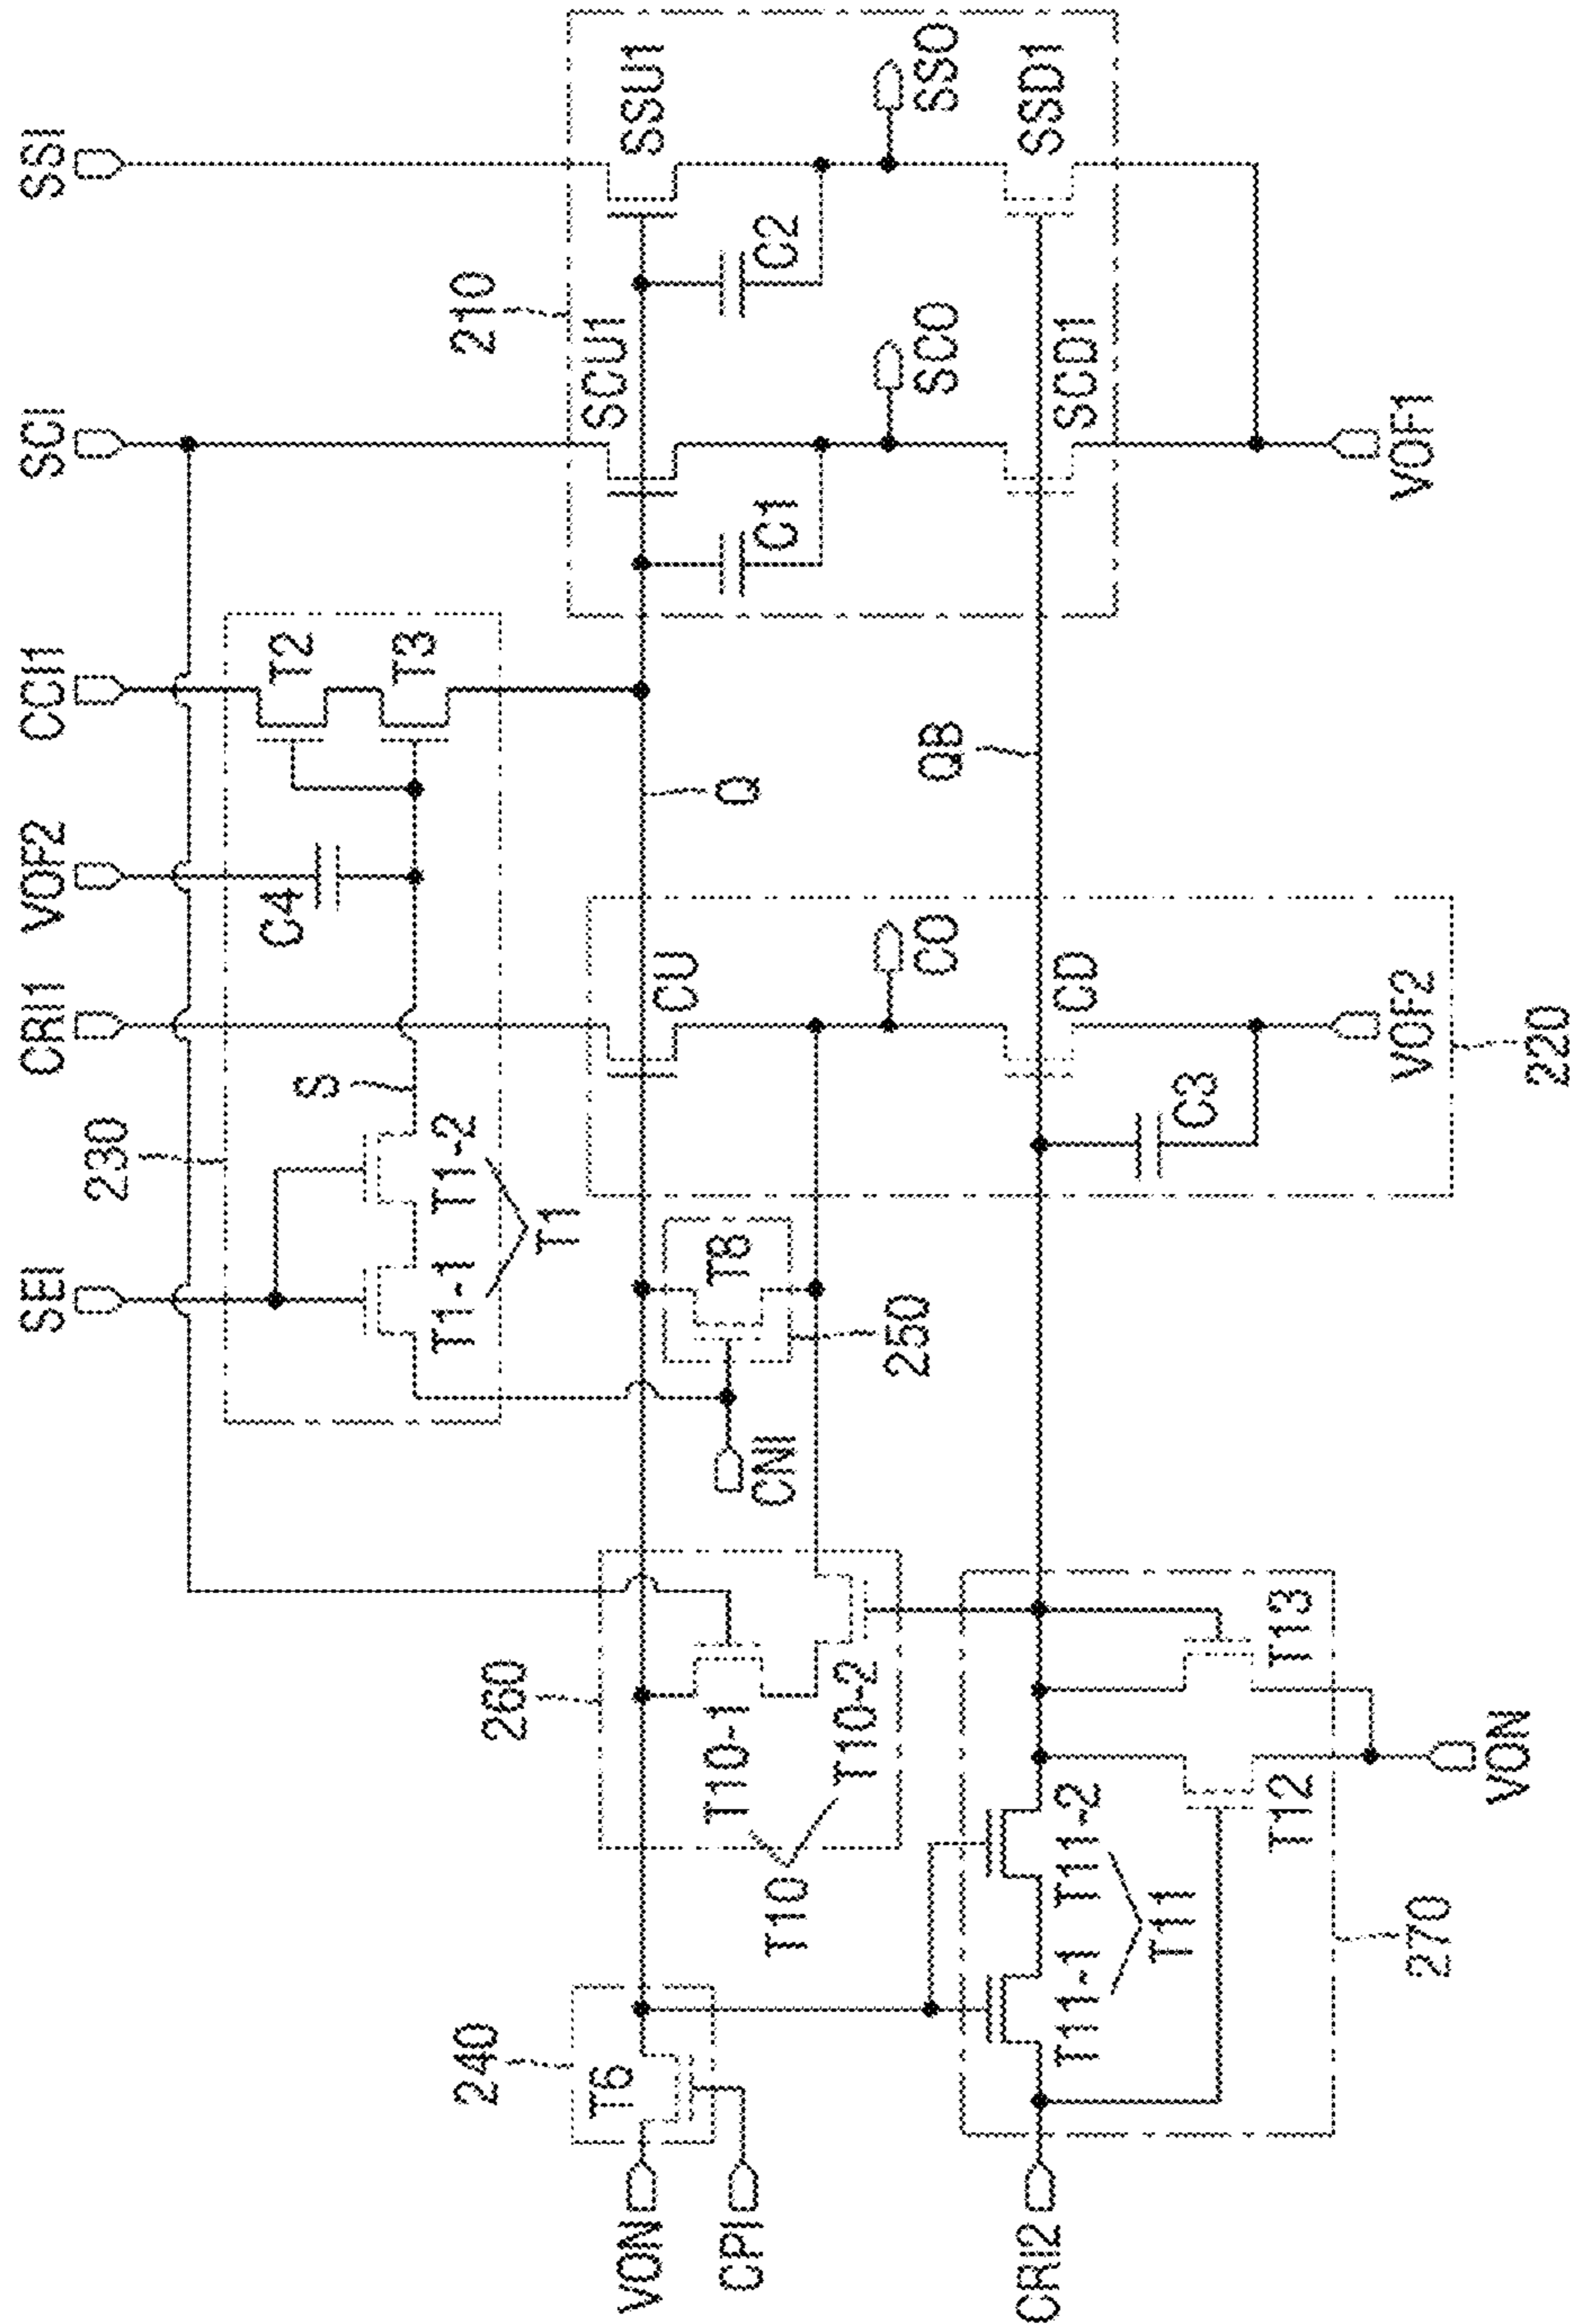 SEI
CRI1
VOF2
CCI1
SCI
SSI
230
S
C4
T2
T3
T1-1
T1-2
T1
210
240
T6
260
T10-1
T10-2
T10
T8
250
CNI
CU
CO
CD
Q
QB
SCU1
SSU1
C1
C2
SCO
SSO
SCD1
SSD1
VON
CPI
CRI2
T11-1
T11-2
T11
T12
T13
270
VON
C3
VOF2
220
VOF1